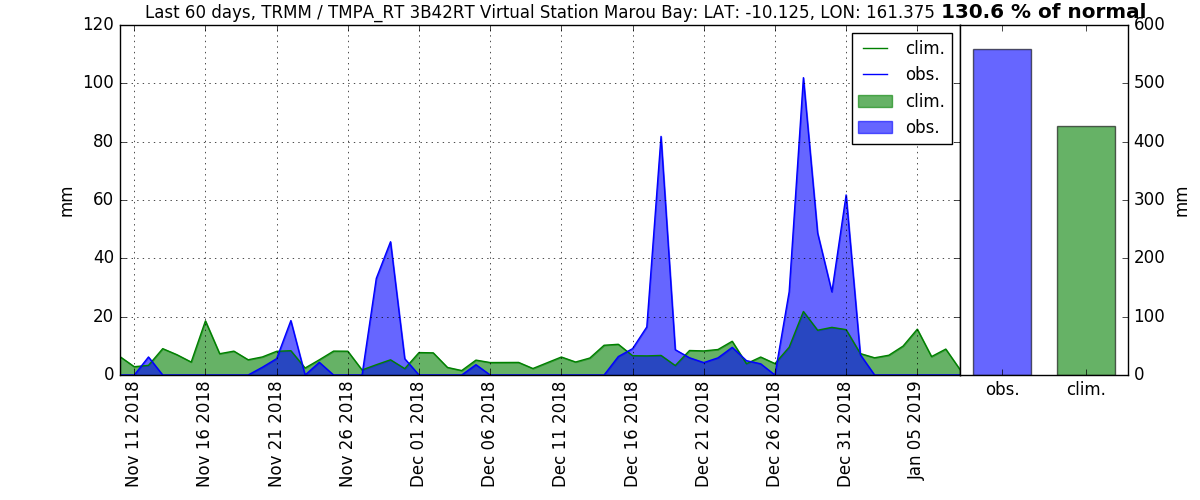 Last 60 days, TRMM / TMPA_RT 3B42RT Virtual Station Marou Bay: LAT: -10.125, LON: 161.375 130.6 % of normal
120
100
80
60
40
20
0
mm
clim.
obs.
clim.
obs.
Nov 11 2018
Nov 16 2018
Nov 21 2018
Nov 26 2018
Dec 01 2018
Dec 06 2018
Dec 11 2018
Dec 16 2018
Dec 21 2018
Dec 26 2018
Dec 31 2018
Jan 05 2019
600
500
400
300
200
100
0
mm
obs.
clim.